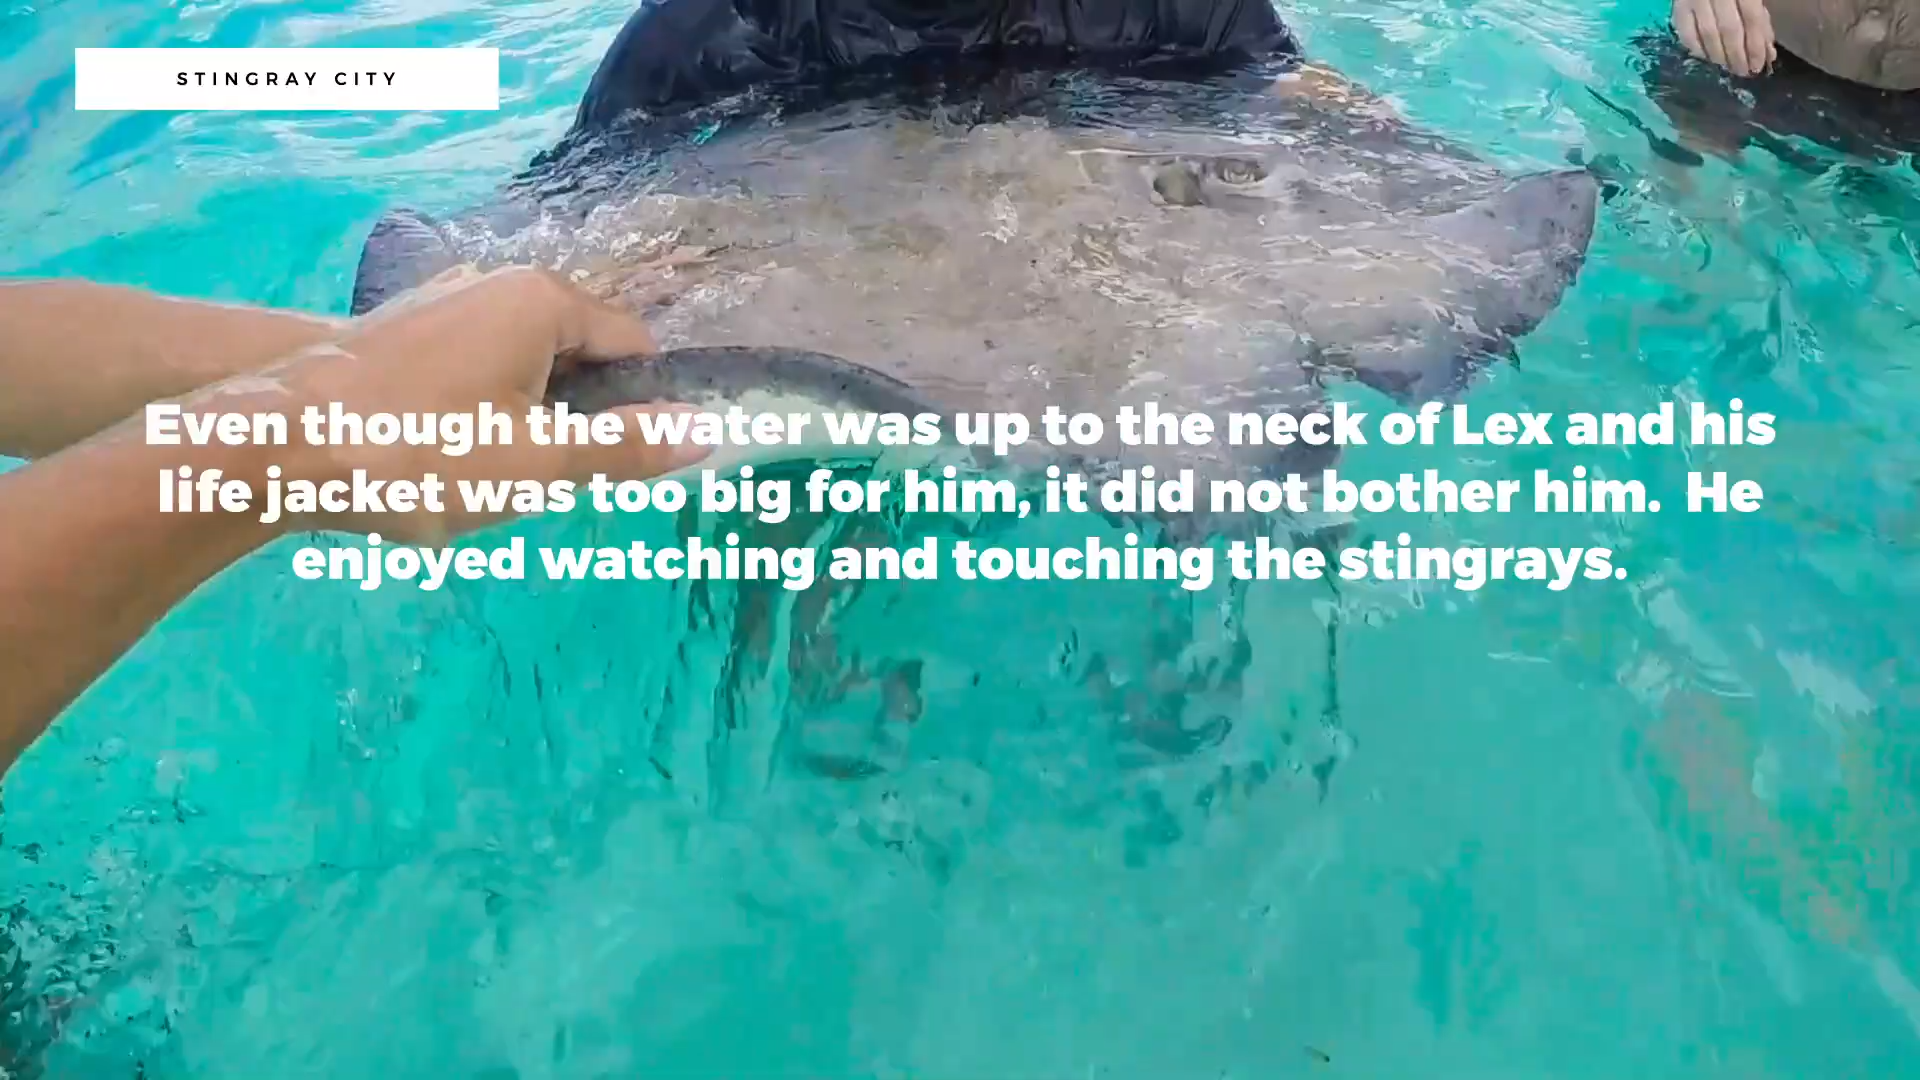 STINGRAY CITY
Even though the water was up to the neck of Lex and his
life jacket was too big for him, it did not bother him.  He
enjoyed watching and touching the stingrays.